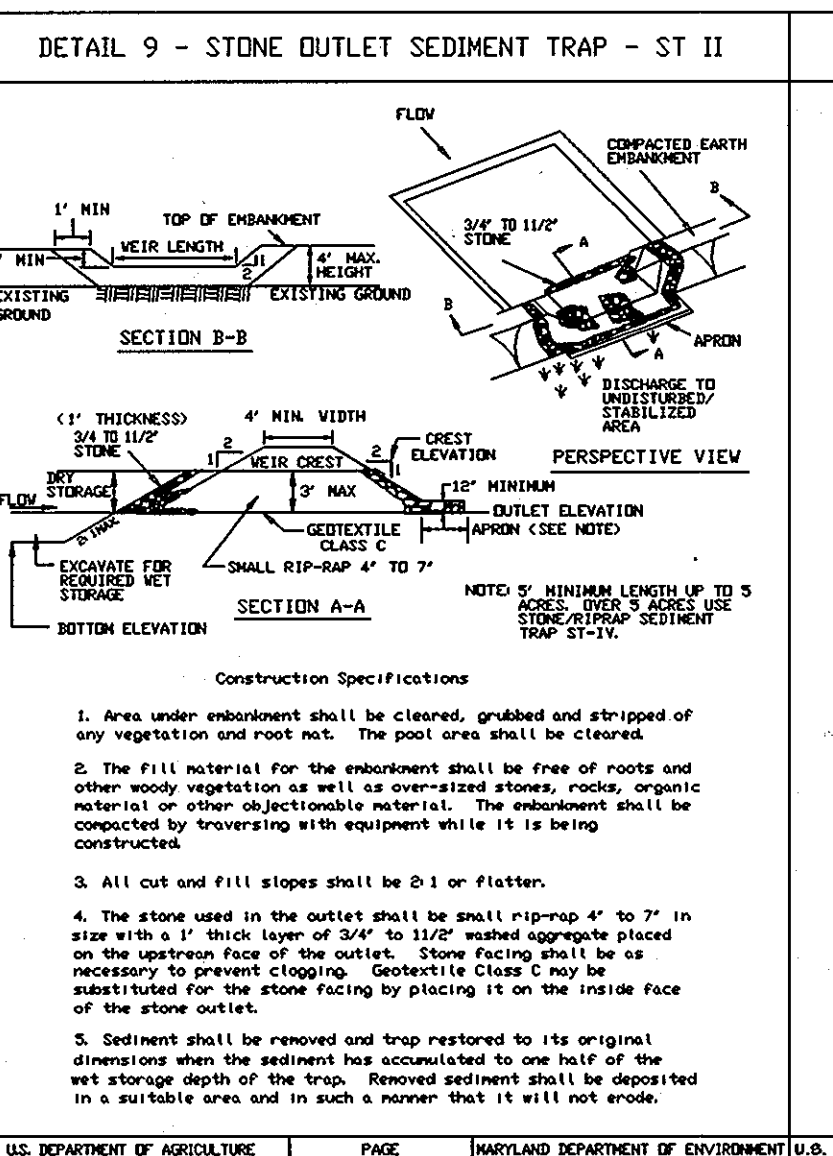 DETAIL 9 - STONE OUTLET SEDIMENT TRAP - ST II
FLOW
COMPACTED EARTH
EMBANKMENT
B
1' MIN
TOP OF EMBANKMENT
3/4" TO 11/2"
STONE
A
WEIR LENGTH
1
2
4' MAX.
HEIGHT
' MIN
EXISTING
GROUND
EXISTING GROUND
B
SECTION B-B
A
APRON
DISCHARGE TO
UNDISTURBED/
STABILIZED
AREA
PERSPECTIVE VIEW
(1' THICKNESS)
3/4 TO 11/2"
STONE
4' MIN. WIDTH
2
1
WEIR CREST
2
1
CREST
ELEVATION
DRY
STORAGE
3' MAX
12" MINIMUM
FLOW
OUTLET ELEVATION
2:1MAX.
GEOTEXTILE
CLASS C
APRON (SEE NOTE)
EXCAVATE FOR
REQUIRED WET
STORAGE
SMALL RIP-RAP 4" TO 7"
SECTION A-A
BOTTOM ELEVATION
NOTE: 5' MINIMUM LENGTH UP TO 5
ACRES. OVER 5 ACRES USE
STONE/RIPRAP SEDIMENT
TRAP ST-IV.
Construction Specifications
1. Area under embankment shall be cleared, grubbed and stripped of
any vegetation and root mat. The pool area shall be cleared.
2. The fill material for the embankment shall be free of roots and
other woody vegetation as well as over-sized stones, rocks, organic
material or other objectionable material. The embankment shall be
compacted by traversing with equipment while it is being
constructed.
3. All cut and fill slopes shall be 2:1 or flatter.
4. The stone used in the outlet shall be small rip-rap 4" to 7" in
size with a 1' thick layer of 3/4" to 11/2" washed aggregate placed
on the upstream face of the outlet. Stone facing shall be as
necessary to prevent clogging. Geotextile Class C may be
substituted for the stone facing by placing it on the inside face
of the stone outlet.
5. Sediment shall be removed and trap restored to its original
dimensions when the sediment has accumulated to one half of the
wet storage depth of the trap. Removed sediment shall be deposited
in a suitable area and in such a manner that it will not erode.
U.S. DEPARTMENT OF AGRICULTURE
PAGE
MARYLAND DEPARTMENT OF ENVIRONMENT
U.S.